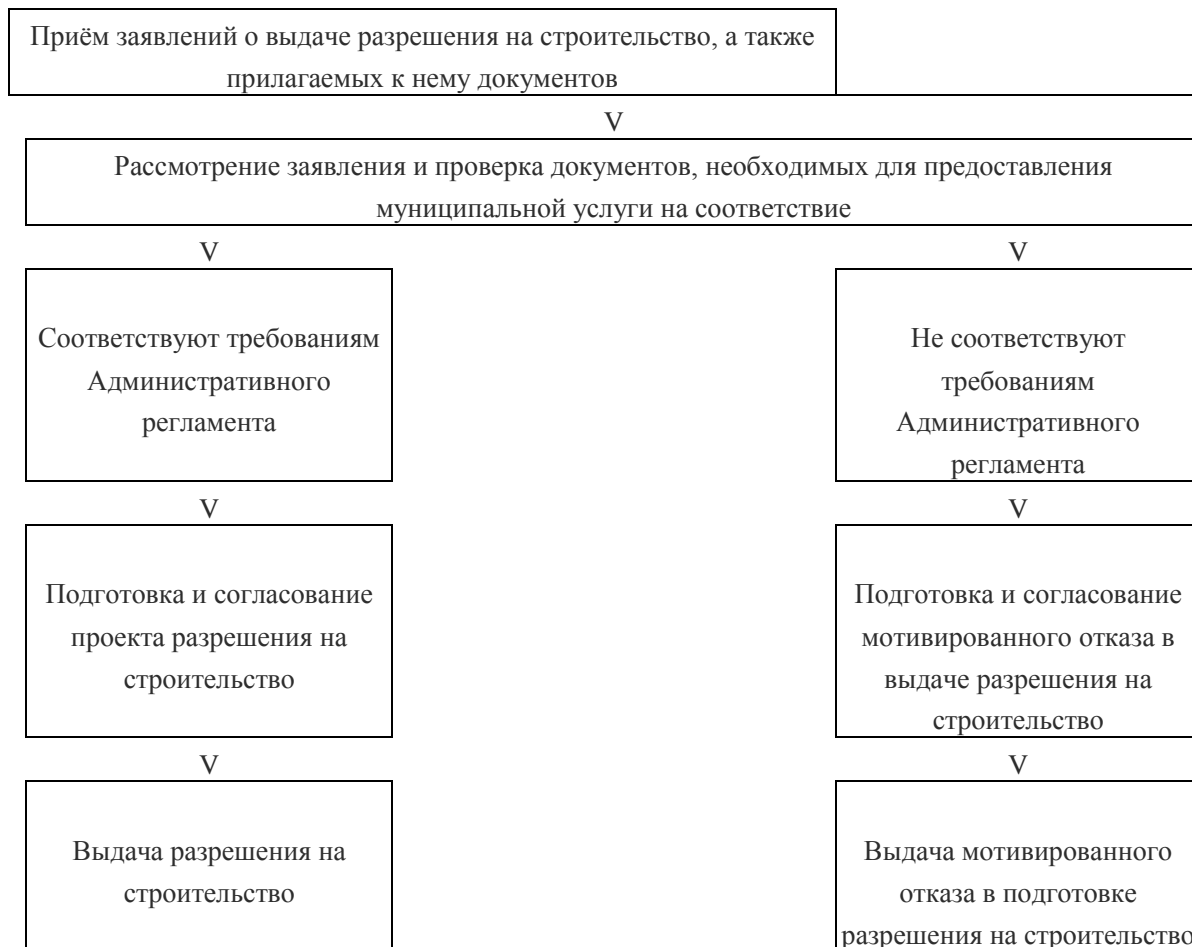 Приём заявлений о выдаче разрешения на строительство, а также
прилагаемых к нему документов
V
Рассмотрение заявления и проверка документов, необходимых для предоставления
муниципальной услуги на соответствие
V
V
Соответствуют требованиям
Административного
регламента
Не соответствуют
требованиям
Административного
регламента
V
V
Подготовка и согласование
проекта разрешения на
строительство
Подготовка и согласование
мотивированного отказа в
выдаче разрешения на
строительство
V
V
Выдача разрешения на
строительство
Выдача мотивированного
отказа в подготовке
разрешения на строительство